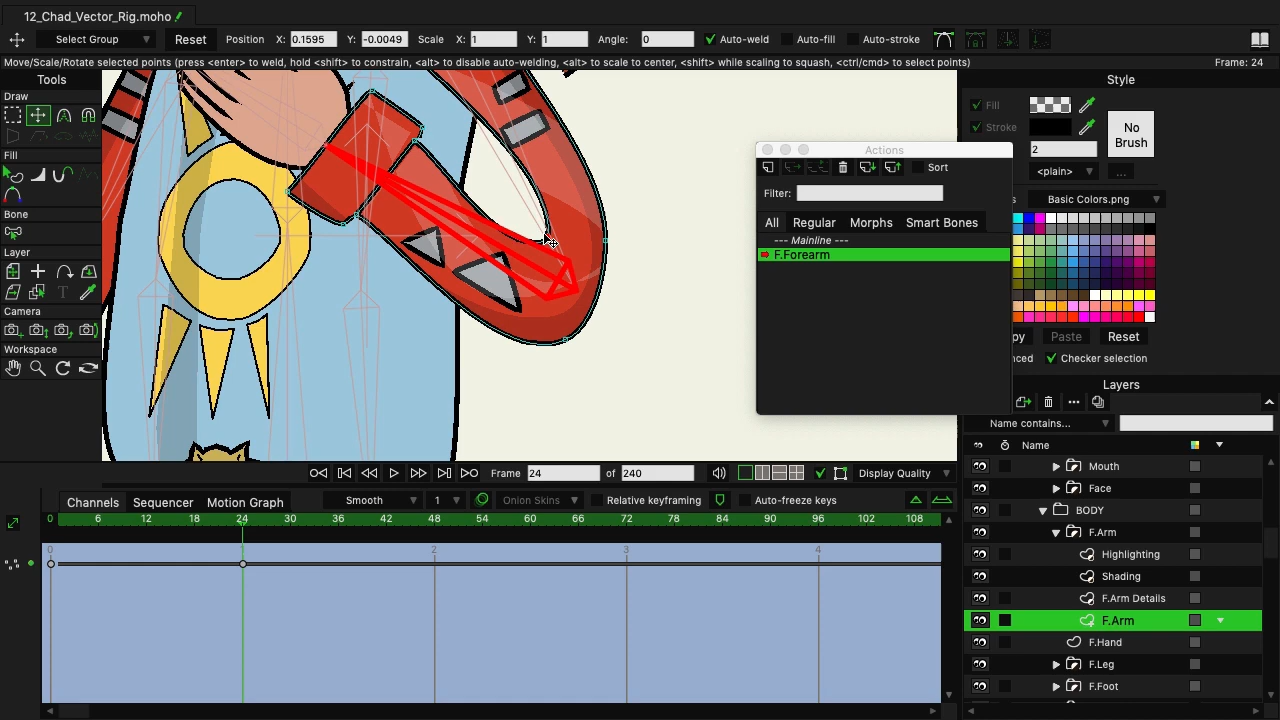 12_Chad_Vector_Rig.moho
Select Group Reset Position X: 0.1595 Y: -0.0049 Scale X: 1 Y: 1 Angle: 0 Auto-weld Auto-fill Auto-stroke
Move/Scale/Rotate selected points (press <enter> to weld, hold <shift> to constrain, <alt> to disable auto-welding, <alt> to scale to center, <shift> while scaling to squash, <ctrl/cmd> to select points) Frame: 24
Tools
Draw
Fill
Bone
Layer
Camera
Workspace
Style
Fill
Stroke
No
Brush
2
<plain>
...
s Basic Colors.png
py Paste Reset
nced Checker selection
Actions
Sort
Filter:
All Regular Morphs Smart Bones
--- Mainline ---
F.Forearm
Layers
Name contains...
Name
Mouth
Face
BODY
F.Arm
Highlighting
Shading
F.Arm Details
F.Arm
F.Hand
F.Leg
F.Foot
Frame 24 of 240 Display Quality
Channels Sequencer Motion Graph Smooth 1 Onion Skins Relative keyframing Auto-freeze keys
0 6 12 18 24 30 36 42 48 54 60 66 72 78 84 90 96 102 108
0 1 2 3 4